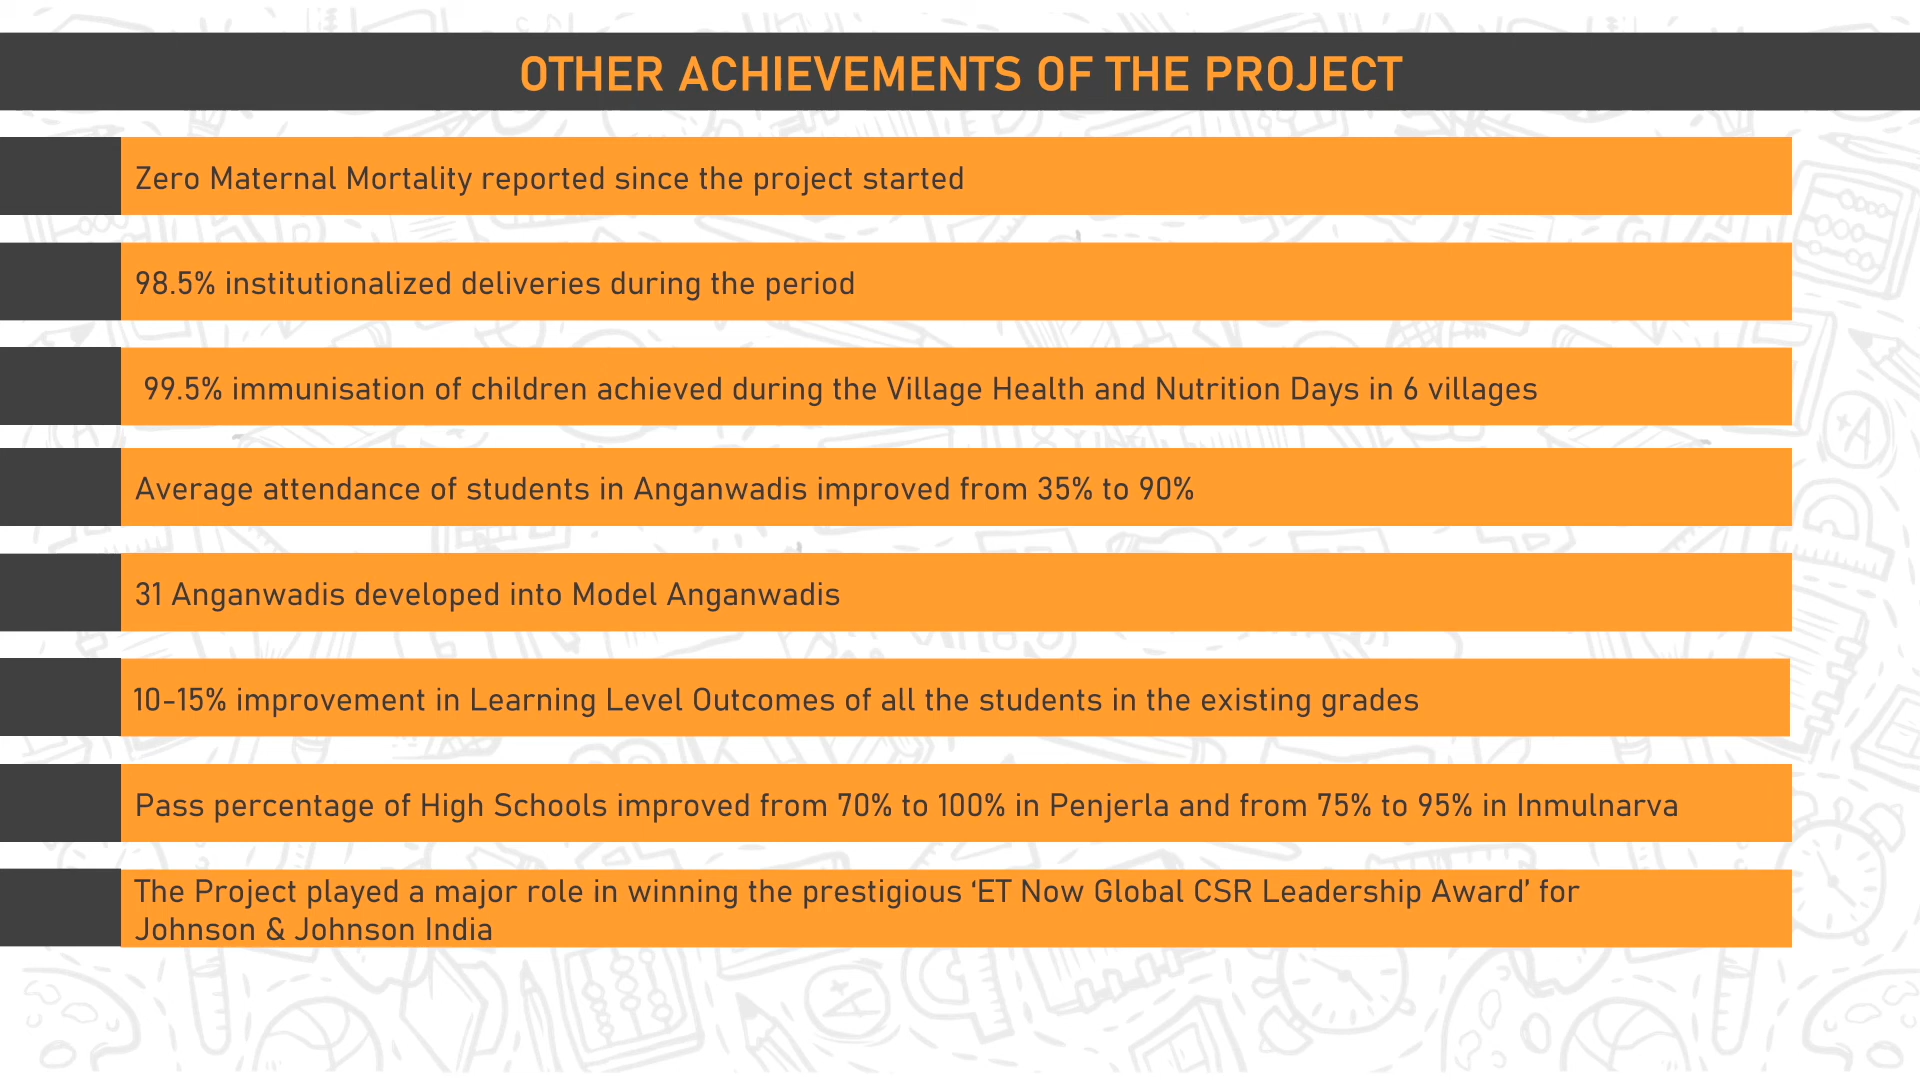 OTHER ACHIEVEMENTS OF THE PROJECT
Zero Maternal Mortality reported since the project started
98.5% institutionalized deliveries during the period
99.5% immunisation of children achieved during the Village Health and Nutrition Days in 6 villages
Average attendance of students in Anganwadis improved from 35% to 90%
31 Anganwadis developed into Model Anganwadis
10-15% improvement in Learning Level Outcomes of all the students in the existing grades
Pass percentage of High Schools improved from 70% to 100% in Penjerla and from 75% to 95% in Inmulnarva
The Project played a major role in winning the prestigious ‘ET Now Global CSR Leadership Award’ for
Johnson & Johnson India